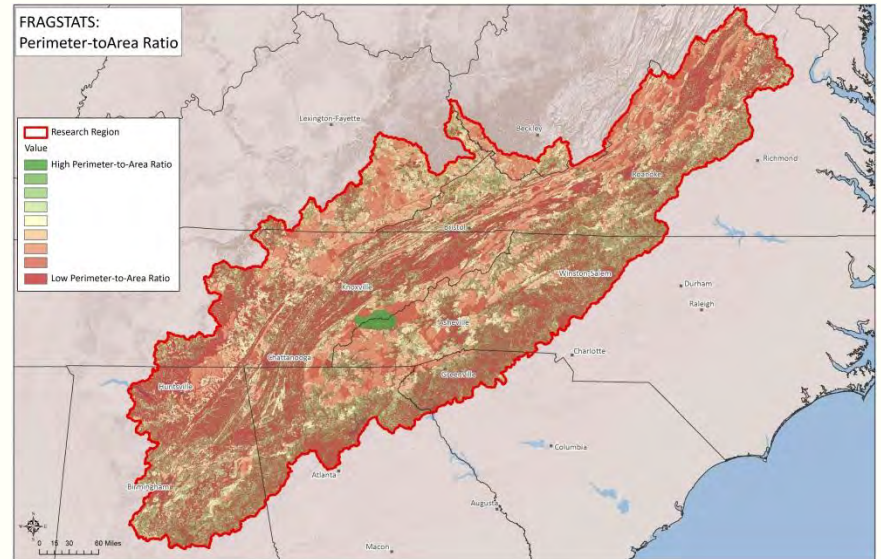 FRAGSTATS:
Perimeter-toArea Ratio
Research Region
Value
High Perimeter-to-Area Ratio
Low Perimeter-to-Area Ratio
Lexington-Fayette
Beckley
Richmond
Roanoke
Bristol
Winston-Salem
Durham
Raleigh
Knoxville
Asheville
Charlotte
Chattanooga
Greenville
Huntsville
Columbia
Birmingham
Atlanta
Augusta
Macon
0 15 30 60 Miles